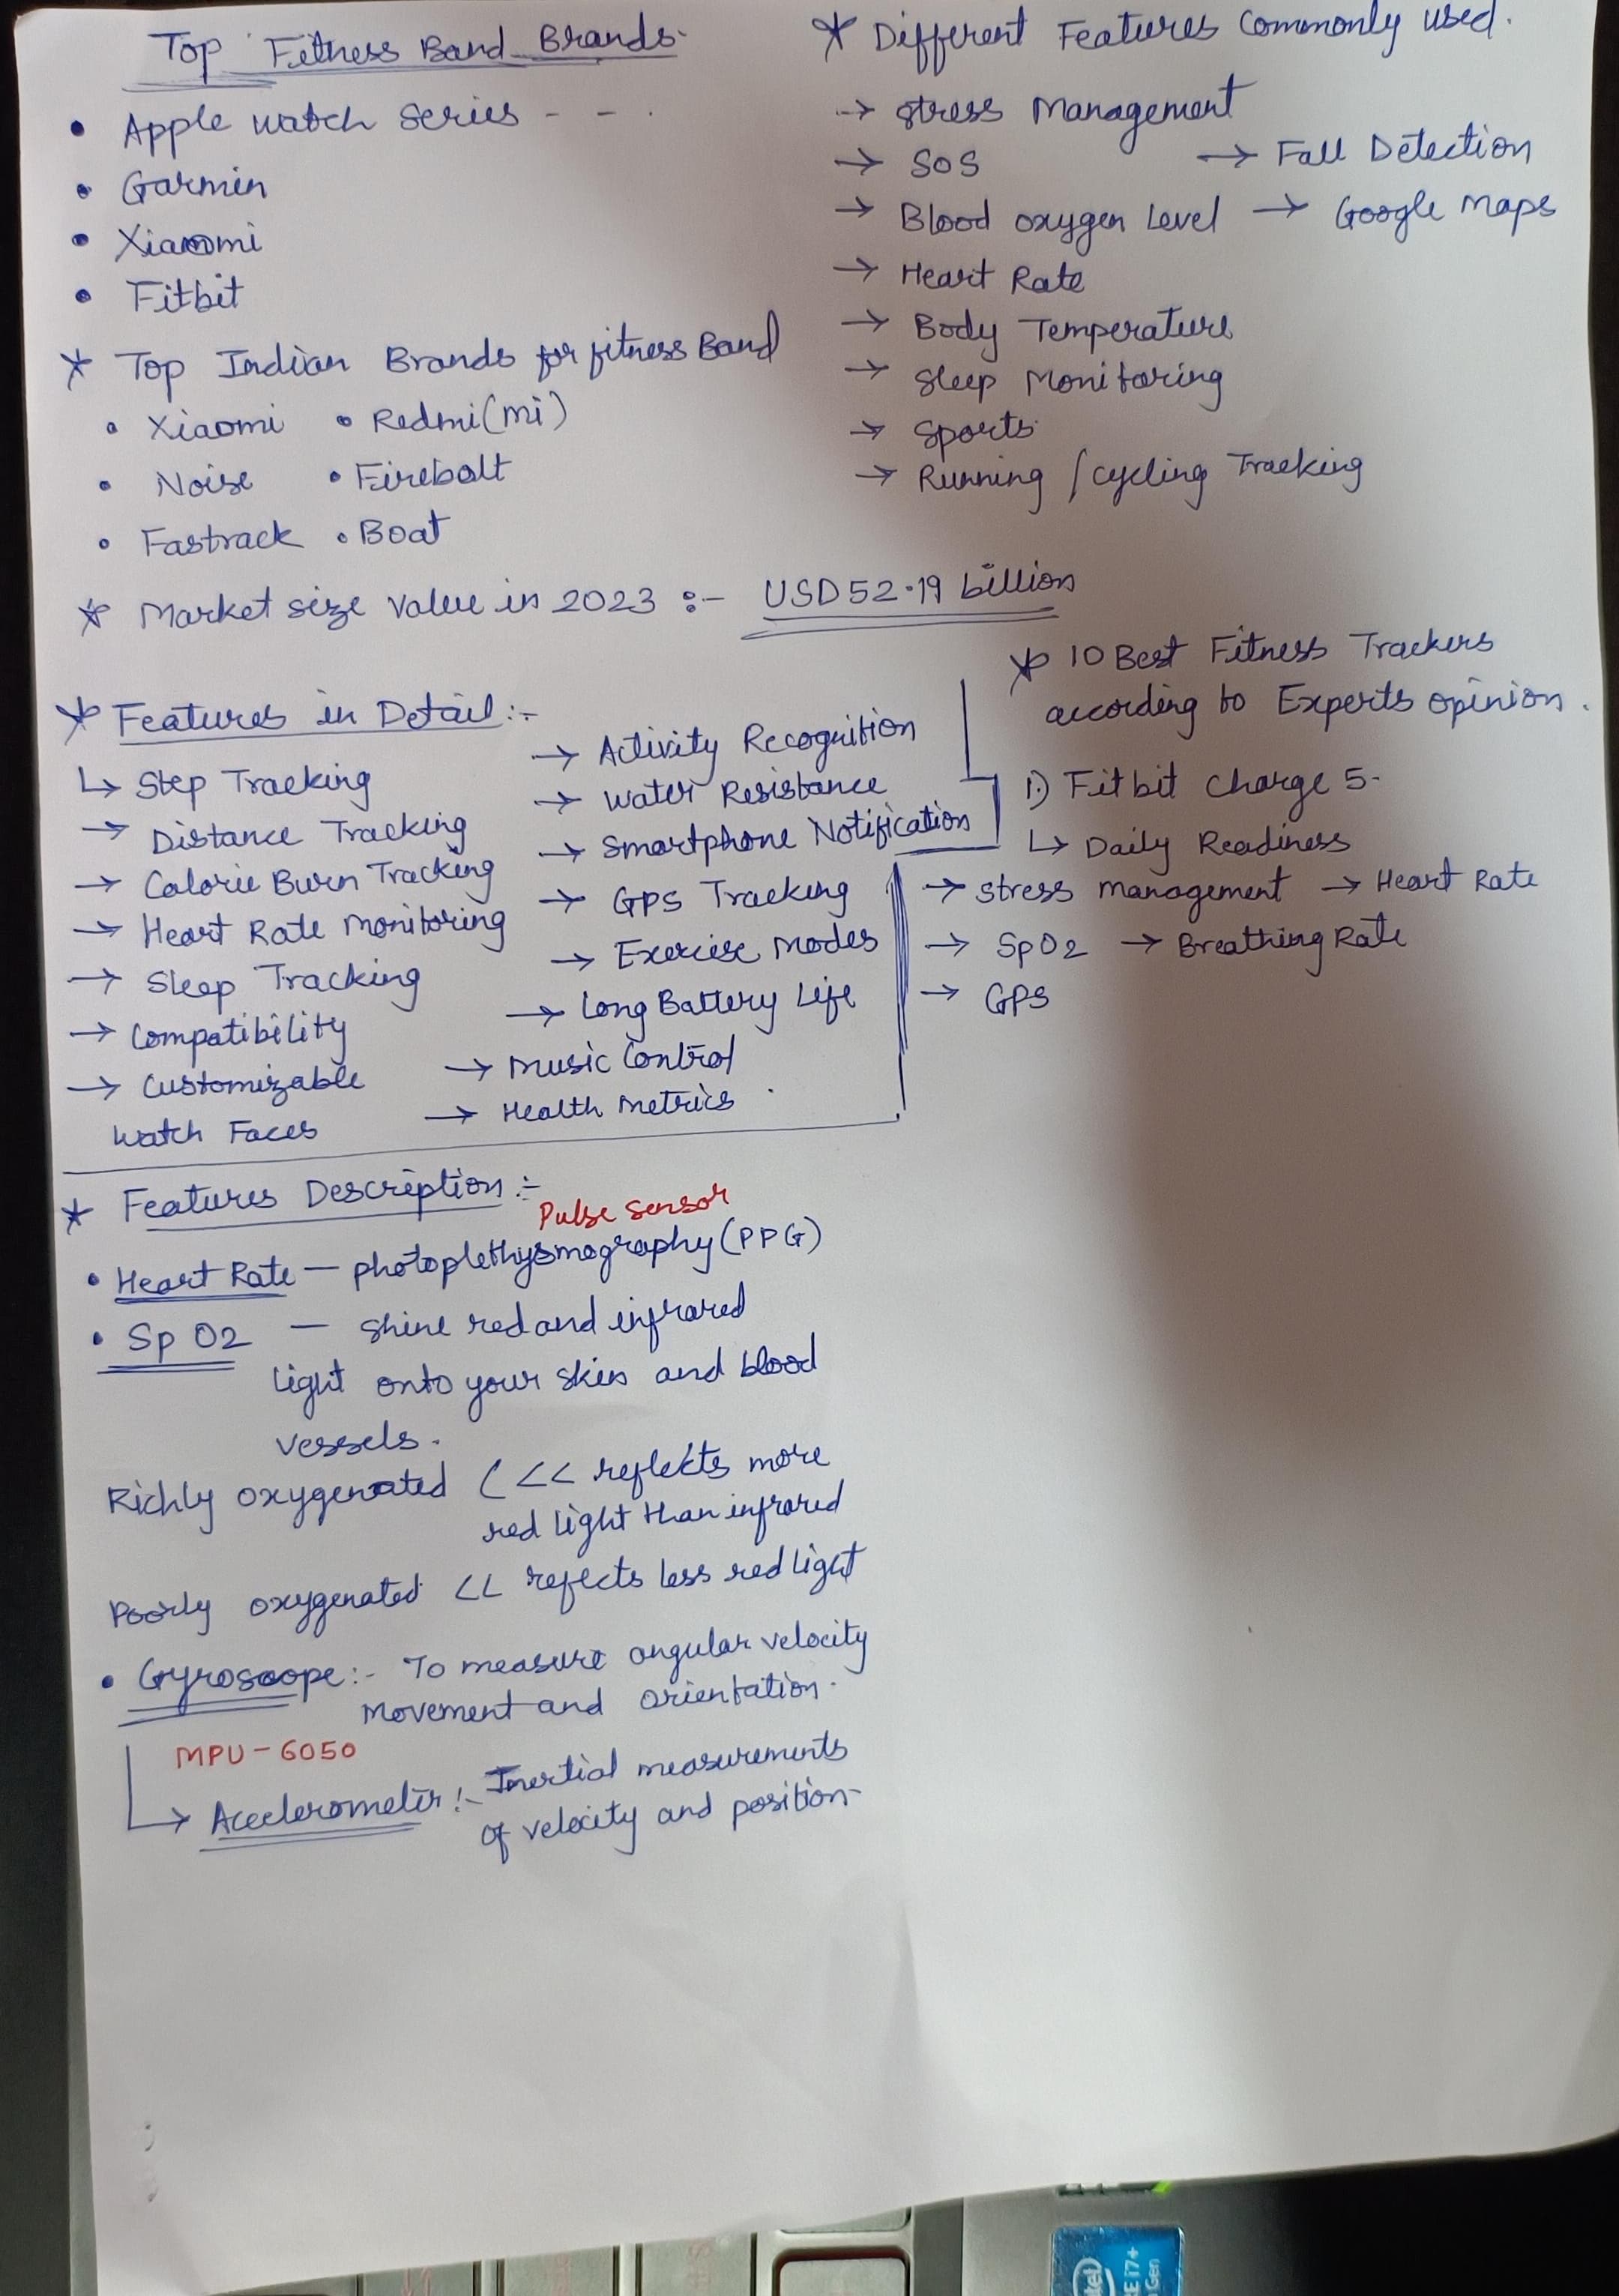 Top Fitness Band Brands
• Apple watch series - - .
• Garmin
• Xiaomi
• Fitbit
* Top Indian Brands for fitness Band
• Xiaomi • Redmi(mi)
• Noise • Firebolt
• Fastrack • Boat
* Market size value in 2023 :- USD 52.19 billion
* Different Features Commonly used.
→ Stress Management
→ SOS → Fall Detection
→ Blood oxygen Level → Google Maps
→ Heart Rate
→ Body Temperature
→ Sleep Monitoring
→ Sports
→ Running / cycling Tracking
* Features in Detail :-
↳ Step Tracking
→ Distance Tracking
→ Calorie Burn Tracking
→ Heart Rate Monitoring
→ Sleep Tracking
→ Compatibility
→ Customizable
Watch Faces
→ Activity Recognition
→ Water Resistance
→ Smartphone Notification
→ GPS Tracking
→ Exercise Modes
→ Long Battery Life
→ Music Control
→ Health Metrics
* 10 Best Fitness Trackers
according to Experts opinion.
1.) Fitbit Charge 5.
↳ Daily Readiness
→ stress management → Heart Rate
→ SpO2 → Breathing Rate
→ GPS
* Features Description :-
Pulse sensor
• Heart Rate — photoplethysmography (PPG)
• SpO2 — Shine red and infrared
light onto your skin and blood
vessels.
Richly oxygenated ( << reflects more
red light than infrared
Poorly oxygenated << reflects less red light
• Gyroscope :- To measure angular velocity
Movement and orientation.
MPU-6050
→ Accelerometer :- Inertial measurements
of velocity and position
intel
E i7+
Gen